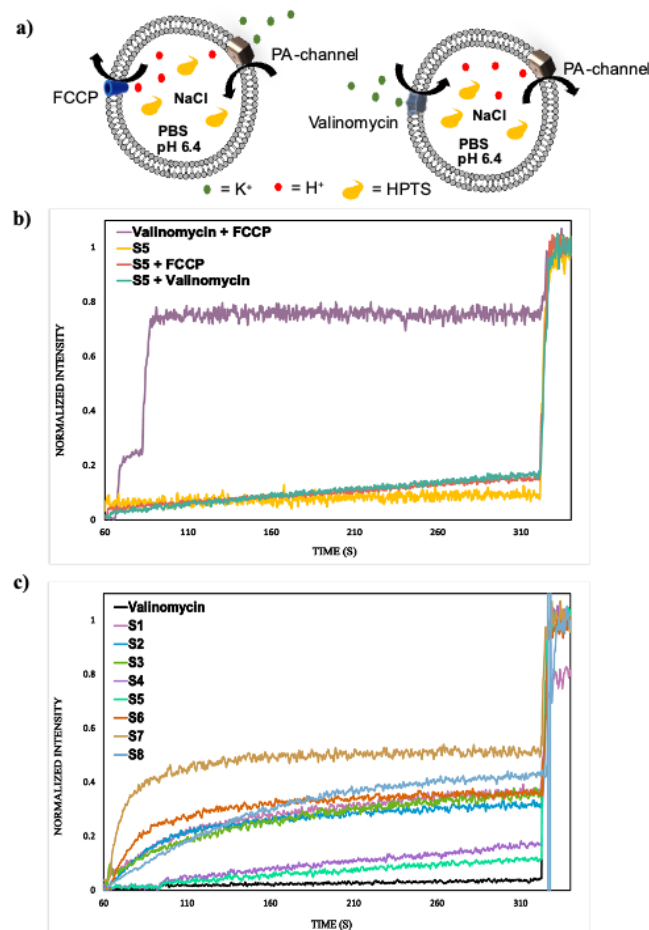 a)
K⁺
PA-channel
FCCP
NaCl
PBS
pH 6.4
PA-channel
NaCl
Valinomycin
PBS
pH 6.4
= K⁺ = H⁺ = HPTS
b)
Valinomycin + FCCP
S5
S5 + FCCP
S5 + Valinomycin
NORMALIZED INTENSITY
1
0.8
0.6
0.4
0.2
0
60 110 160 210 260 310
TIME (S)
c)
Valinomycin
S1
S2
S3
S4
S5
S6
S7
S8
NORMALIZED INTENSITY
1
0.8
0.6
0.4
0.2
0
60 110 160 210 260 310
TIME (S)